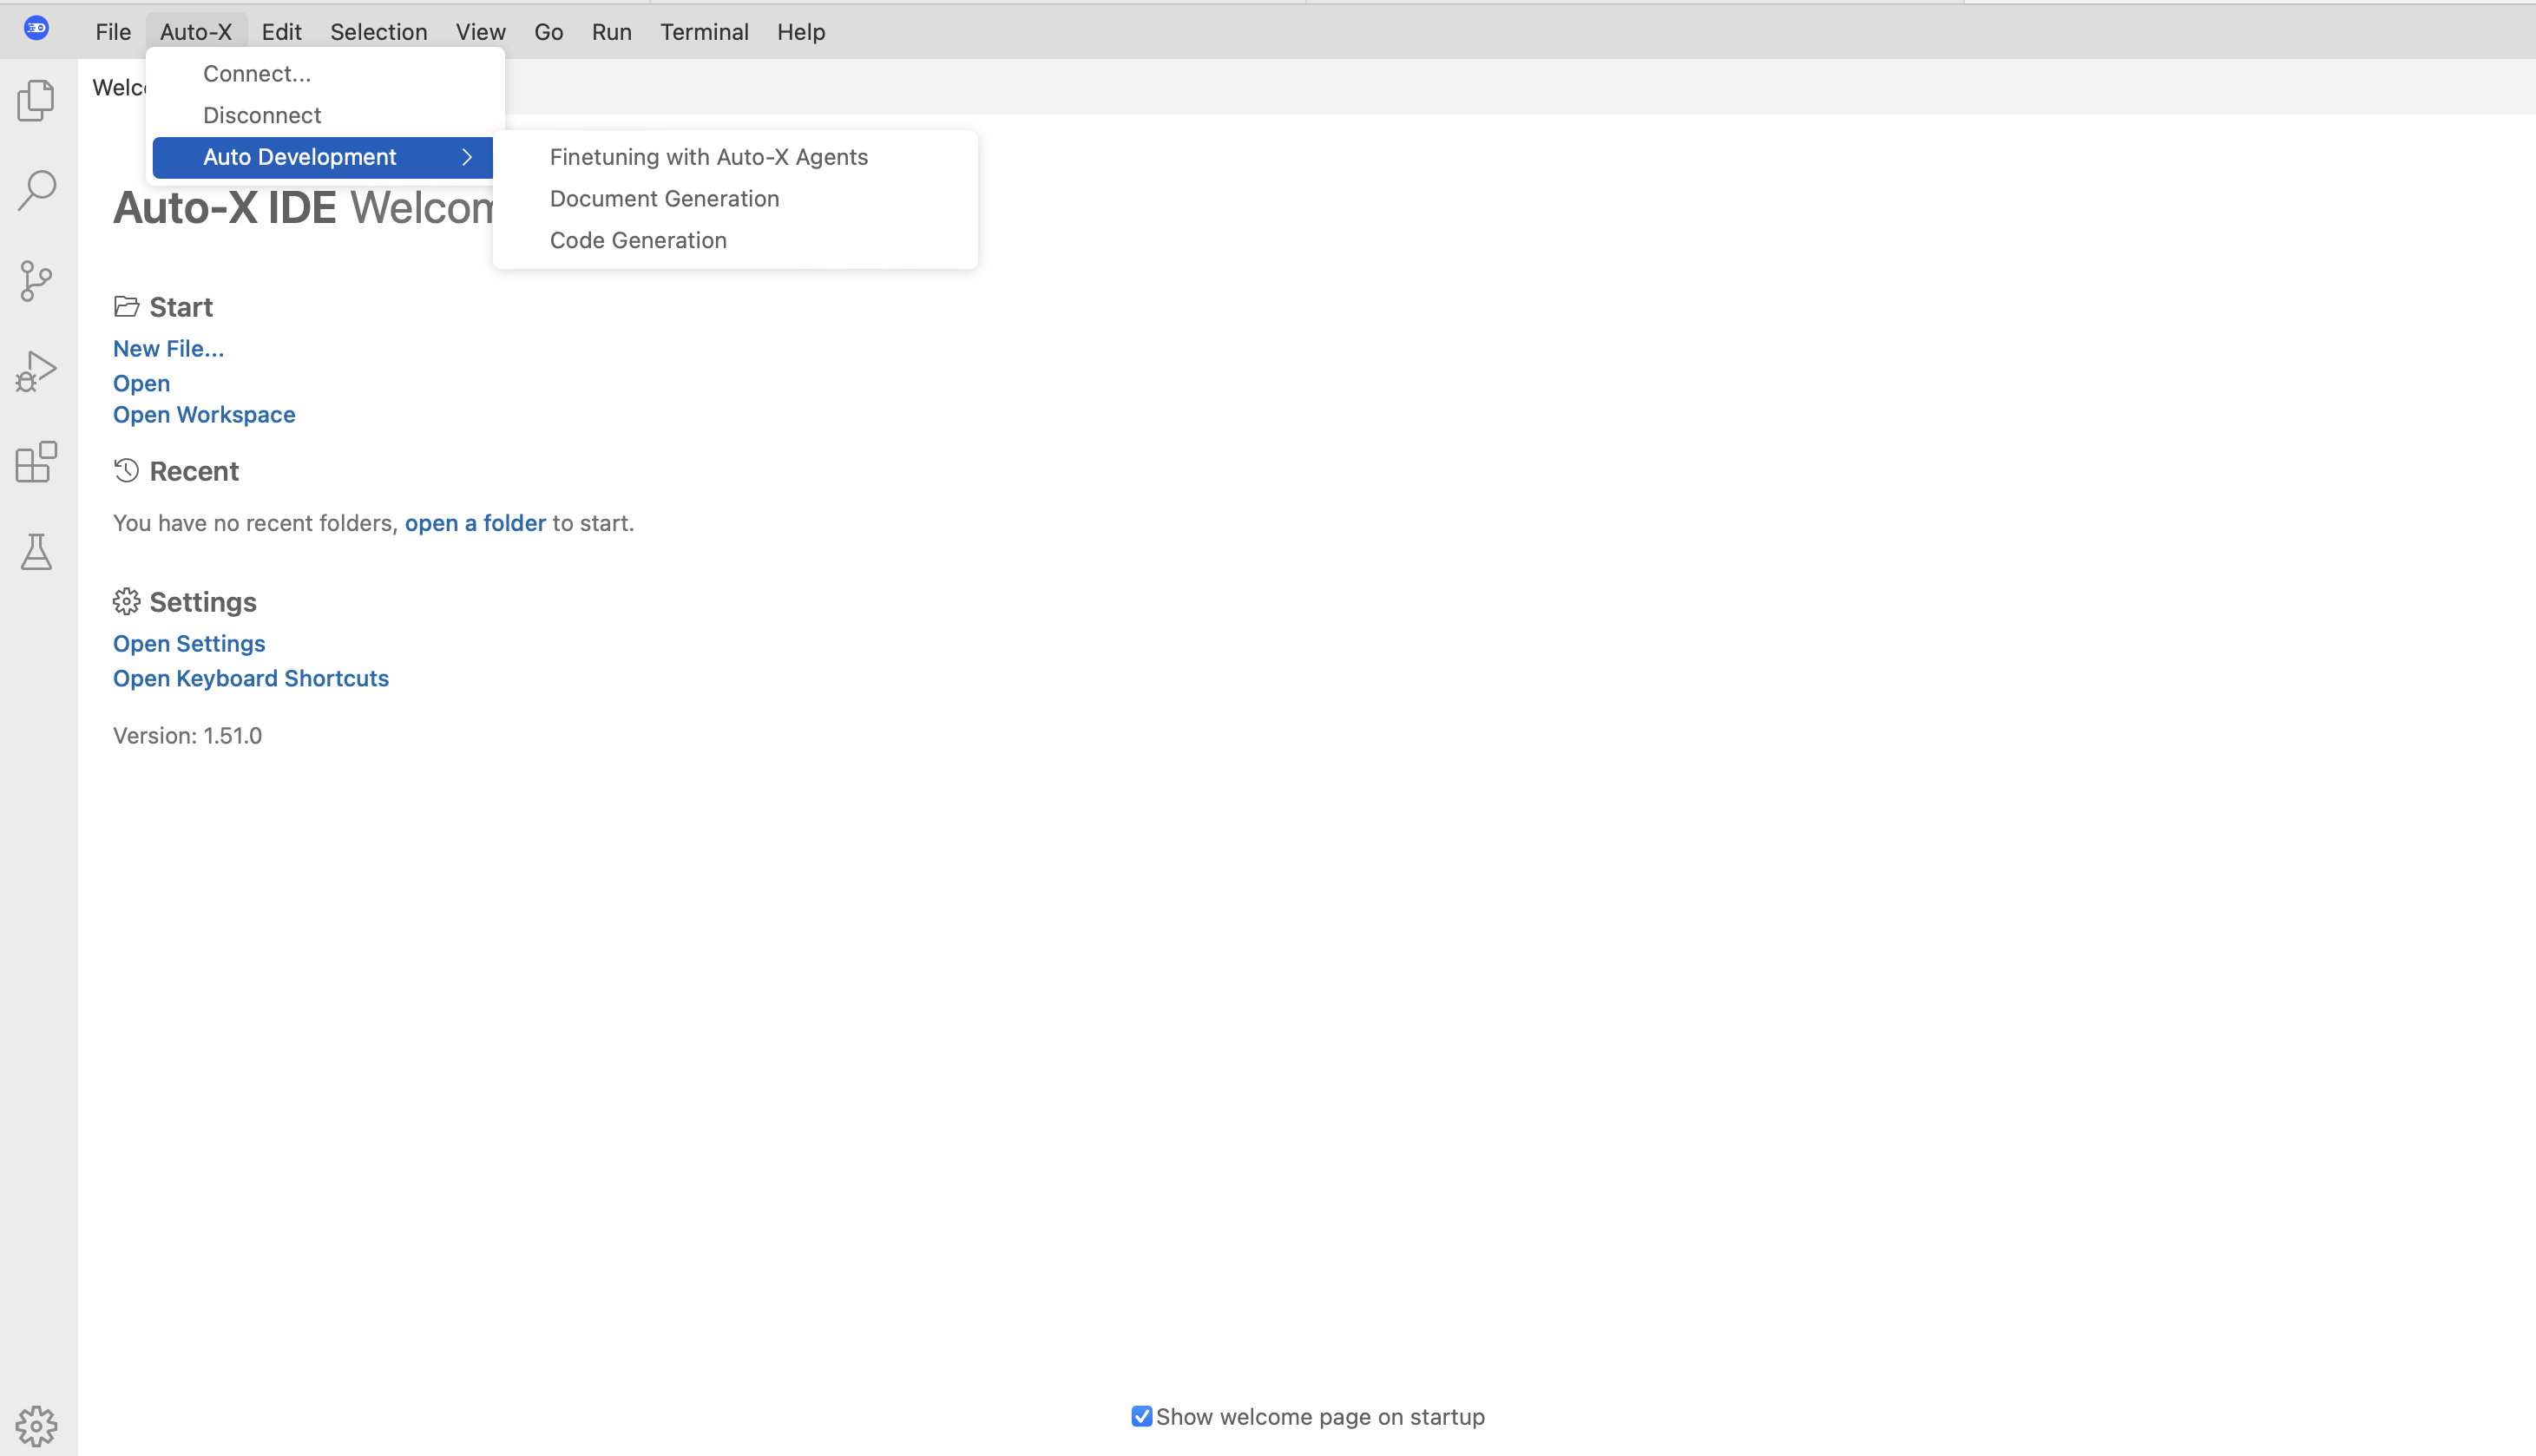 File Auto-X Edit Selection View Go Run Terminal Help
Connect...
Disconnect
Auto Development
Finetuning with Auto-X Agents
Document Generation
Code Generation
Auto-X IDE
Start
New File...
Open
Open Workspace
Recent
You have no recent folders, open a folder to start.
Settings
Open Settings
Open Keyboard Shortcuts
Version: 1.51.0
Show welcome page on startup